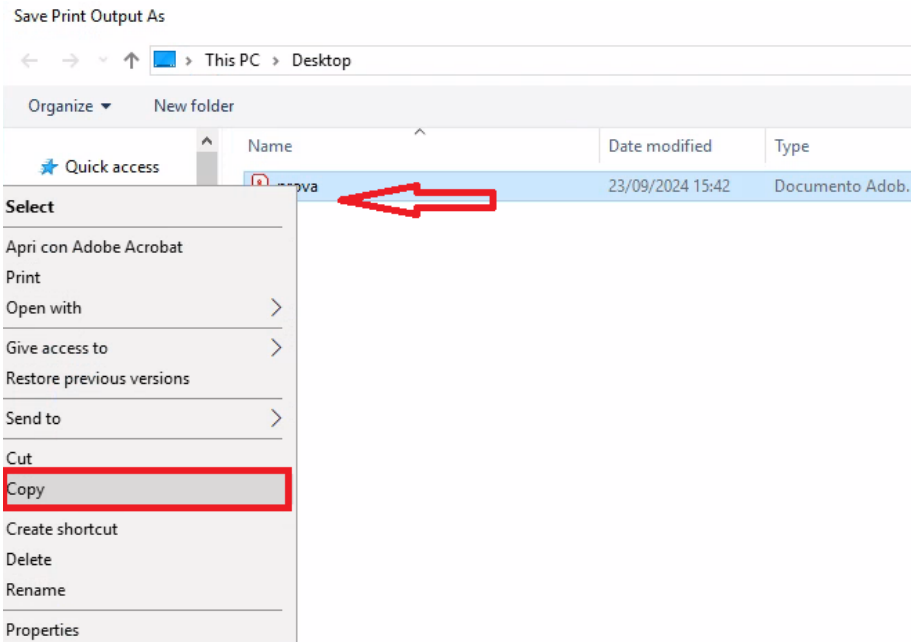 Save Print Output As
This PC > Desktop
Organize New folder
Quick access
Name Date modified Type
prova 23/09/2024 15:42 Documento Adob.
Select
Apri con Adobe Acrobat
Print
Open with
Give access to
Restore previous versions
Send to
Cut
Copy
Create shortcut
Delete
Rename
Properties